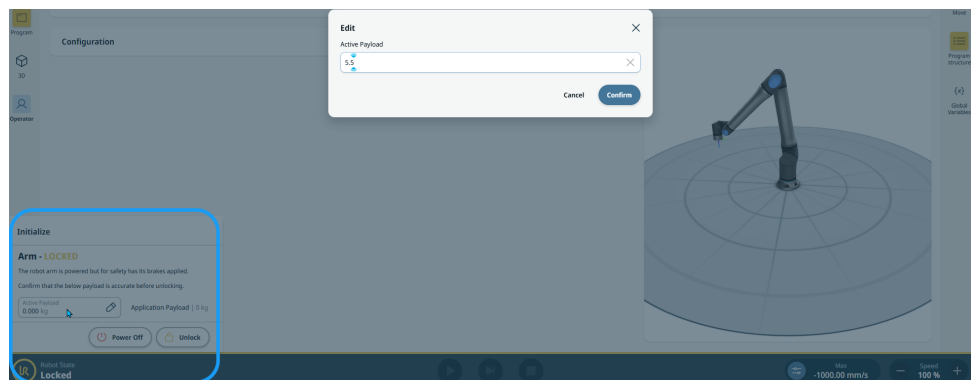 Program
3D
Operator
Configuration
Edit
Active Payload
5.5
Cancel
Confirm
Move
Program
structure
{x}
Global
Variables
Initialize
Arm - LOCKED
The robot arm is powered but for safety has its brakes applied.
Confirm that the below payload is accurate before unlocking.
Active Payload
0.000 kg
Application Payload | 0 kg
Power Off
Unlock
UR
Robot State
Locked
Max
-1000.00 mm/s
Speed
100 %